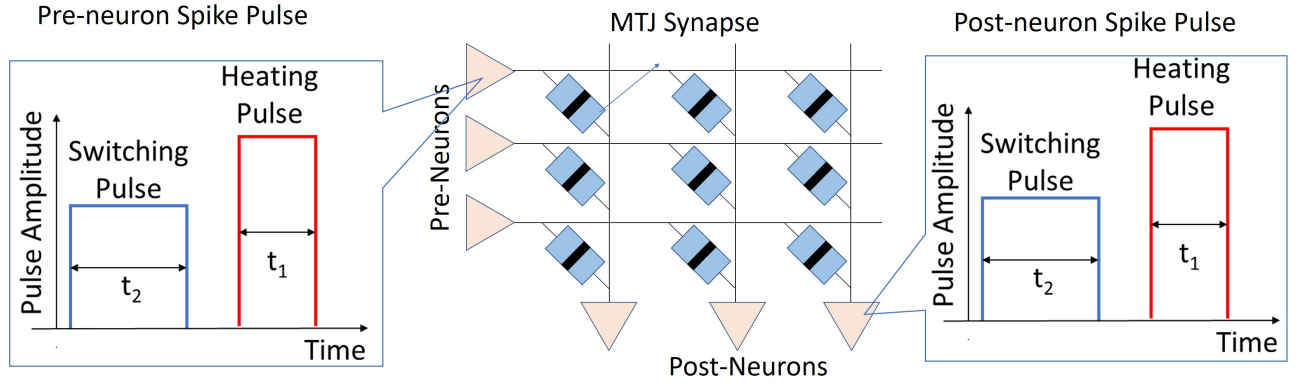 Pre-neuron Spike Pulse
Pulse Amplitude
Switching
Pulse
t2
Heating
Pulse
t1
Time
MTJ Synapse
Pre-Neurons
Post-Neurons
Post-neuron Spike Pulse
Pulse Amplitude
Switching
Pulse
t2
Heating
Pulse
t1
Time